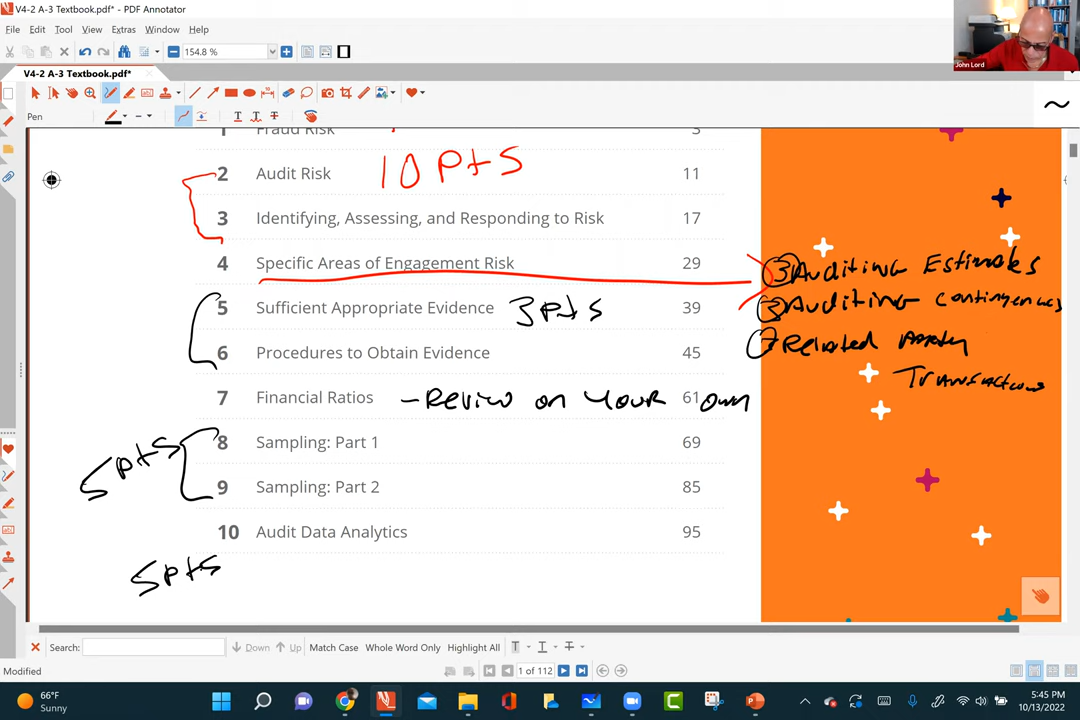 V4-2 A-3 Textbook.pdf* - PDF Annotator
File Edit Tool View Extras Window Help
154.8 %
John Lord
V4-2 A-3 Textbook.pdf*
Pen
1 Fraud Risk 3
2 Audit Risk 10 Pts 11
3 Identifying, Assessing, and Responding to Risk 17
4 Specific Areas of Engagement Risk 29
③ Auditing Estimates
5 Sufficient Appropriate Evidence 3 Pts 39
③ Auditing contingencies
6 Procedures to Obtain Evidence 45
Related Party
Transactions
7 Financial Ratios - Review on Your own 61
8 Sampling: Part 1 69
5 pts
9 Sampling: Part 2 85
10 Audit Data Analytics 95
5 pts
Search: Down Up Match Case Whole Word Only Highlight All T T T
Modified 1 of 112
66°F
Sunny
5:45 PM
10/13/2022